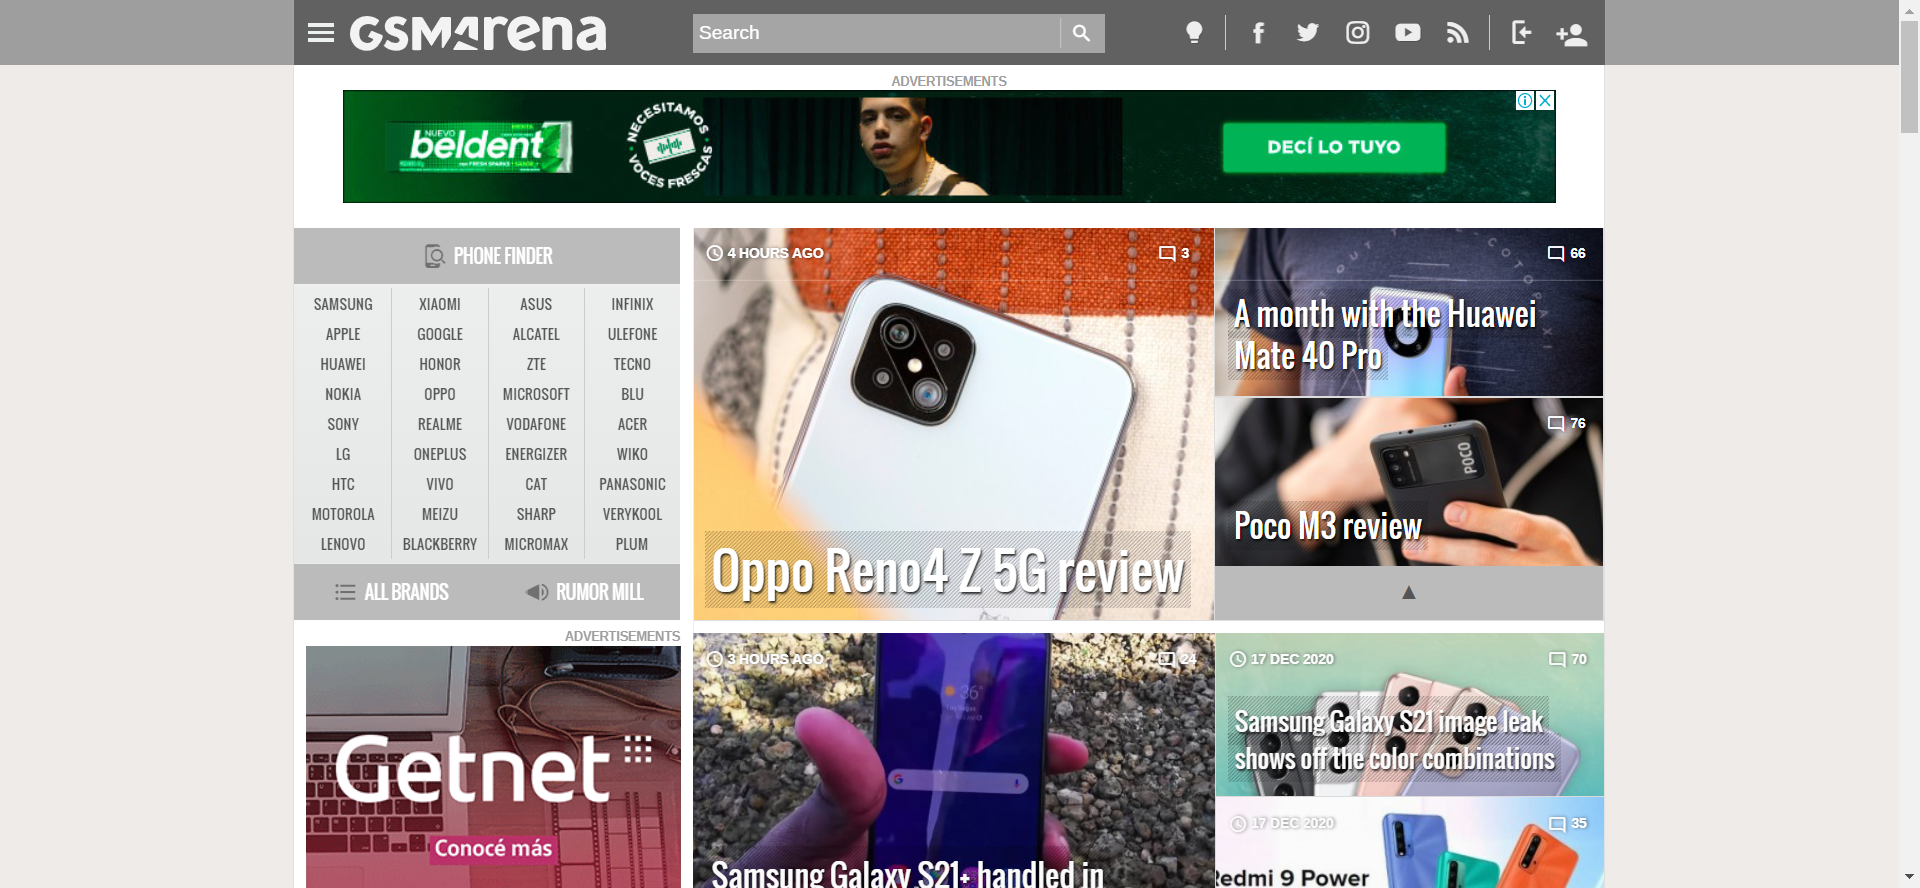 GSMArena
Search
ADVERTISEMENTS
NUEVO
beldent
NECESITAMOS
VOCES FRESCAS
DECÍ LO TUYO
PHONE FINDER
SAMSUNG XIAOMI ASUS INFINIX
APPLE GOOGLE ALCATEL ULEFONE
HUAWEI HONOR ZTE TECNO
NOKIA OPPO MICROSOFT BLU
SONY REALME VODAFONE ACER
LG ONEPLUS ENERGIZER WIKO
HTC VIVO CAT PANASONIC
MOTOROLA MEIZU SHARP VERYKOOL
LENOVO BLACKBERRY MICROMAX PLUM
ALL BRANDS RUMOR MILL
4 HOURS AGO 3
Oppo Reno4 Z 5G review
66
A month with the Huawei
Mate 40 Pro
76
POCO
Poco M3 review
ADVERTISEMENTS
Getnet
Conocé más
3 HOURS AGO 24
36°
Samsung Galaxy S21+ handled in
17 DEC 2020 70
Samsung Galaxy S21 image leak
shows off the color combinations
17 DEC 2020 35
Redmi 9 Power